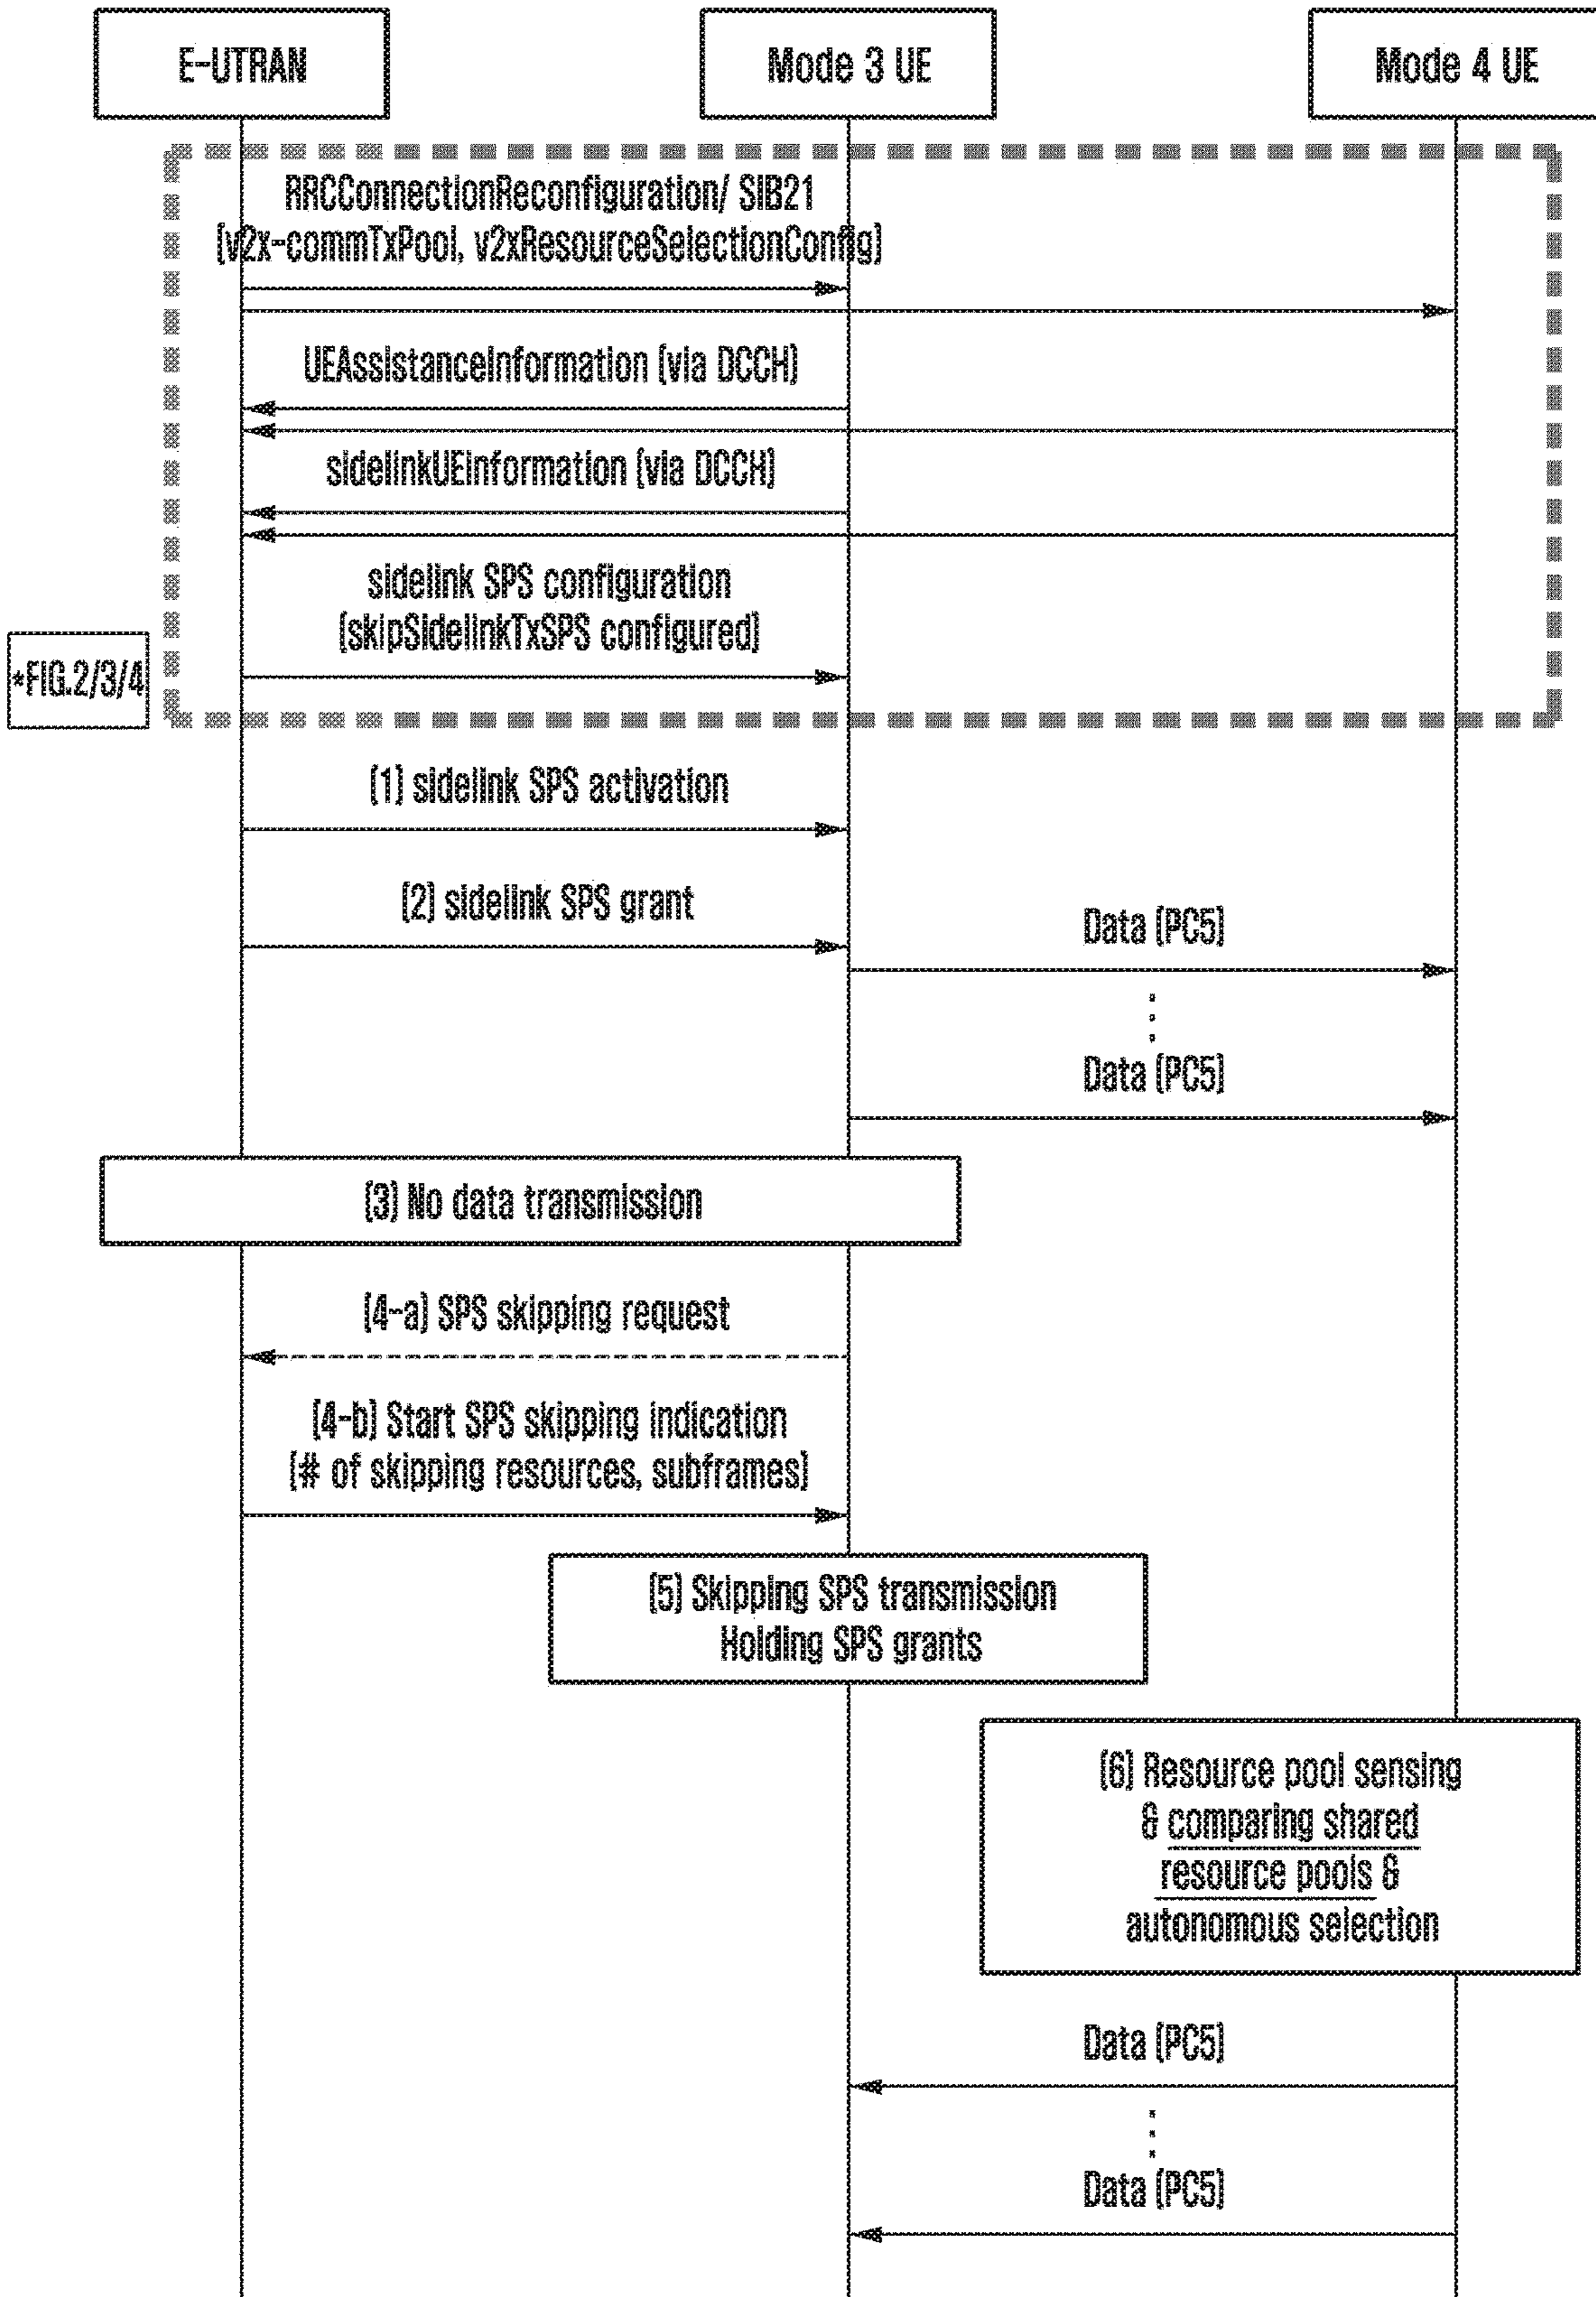 E-UTRAN
Mode 3 UE
Mode 4 UE
RRCConnectionReconfiguration/ SIB21
(v2x-commTxPool, v2xResourceSelectionConfig)
UEAssistanceInformation (via DCCH)
sidelinkUEinformation (via DCCH)
sidelink SPS configuration
(skipSidelinkTxSPS configured)
*FIG.2/3/4
(1) sidelink SPS activation
(2) sidelink SPS grant
Data (PC5)
Data (PC5)
(3) No data transmission
(4-a) SPS skipping request
(4-b) Start SPS skipping indication
(# of skipping resources, subframes)
(5) Skipping SPS transmission
Holding SPS grants
(6) Resource pool sensing
& comparing shared
resource pools &
autonomous selection
Data (PC5)
Data (PC5)